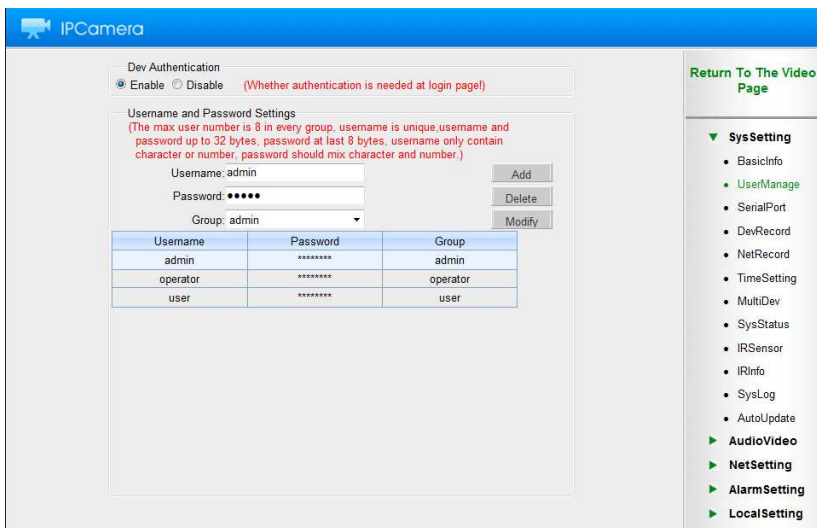 IPCamera
Dev Authentication
Enable Disable (Whether authentication is needed at login page!)
Username and Password Settings
(The max user number is 8 in every group, username is unique,username and
password up to 32 bytes, password at last 8 bytes, username only contain
character or number, password should mix character and number.)
Username: admin
Add
Password: •••••
Delete
Group: admin
Modify
Username Password Group
admin ******** admin
operator ******** operator
user ******** user
Return To The Video
Page
SysSetting
BasicInfo
UserManage
SerialPort
DevRecord
NetRecord
TimeSetting
MultiDev
SysStatus
IRSensor
IRInfo
SysLog
AutoUpdate
AudioVideo
NetSetting
AlarmSetting
LocalSetting